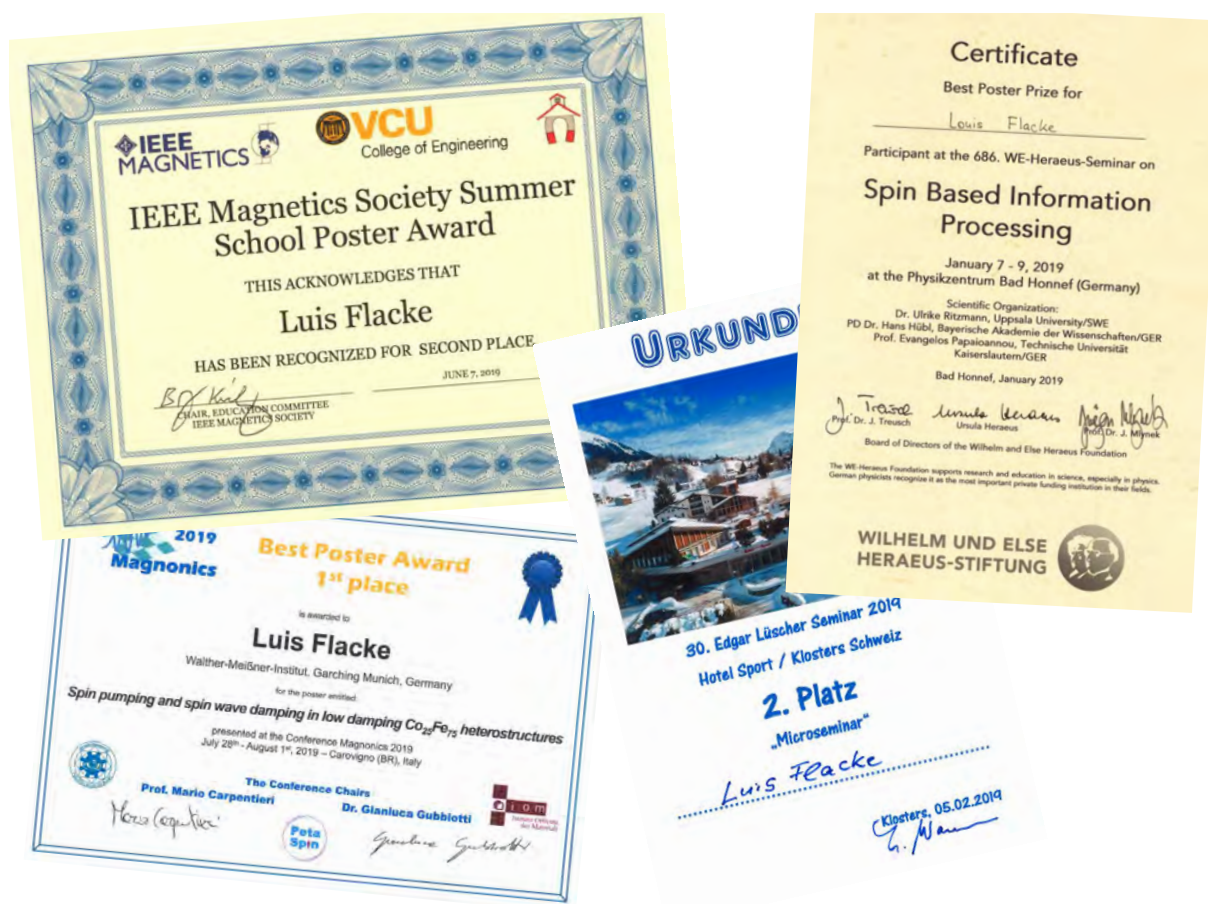 IEEE
MAGNETICS
VCU
College of Engineering
IEEE Magnetics Society Summer
School Poster Award
THIS ACKNOWLEDGES THAT
Luis Flacke
HAS BEEN RECOGNIZED FOR SECOND PLACE
JUNE 7, 2019
CHAIR, EDUCATION COMMITTEE
IEEE MAGNETICS SOCIETY
Certificate
Best Poster Prize for
Louis Flacke
Participant at the 686. WE-Heraeus-Seminar on
Spin Based Information
Processing
January 7 - 9, 2019
at the Physikzentrum Bad Honnef (Germany)
Scientific Organization:
Dr. Ulrike Ritzmann, Uppsala University/SWE
PD Dr. Hans Hübl, Bayerische Akademie der Wissenschaften/GER
Prof. Evangelos Papaioannou, Technische Universität
Kaiserslautern/GER
Bad Honnef, January 2019
J. Treusch Ursula Heraeus
Prof. Dr. J. Treusch Ursula Heraeus Prof. Dr. J. Mlynek
Board of Directors of the Wilhelm and Else Heraeus Foundation
The WE-Heraeus Foundation supports research and education in science, especially in physics.
German physicists recognize it as the most important private funding institution in their fields.
WILHELM UND ELSE
HERAEUS-STIFTUNG
2019
Magnonics
Best Poster Award
1st place
is awarded to
Luis Flacke
Walther-Meißner-Institut, Garching Munich, Germany
for the poster entitled:
Spin pumping and spin wave damping in low damping Co25Fe75 heterostructures
presented at the Conference Magnonics 2019
July 28th - August 1st, 2019 – Carovigno (BR), Italy
The Conference Chairs
Prof. Mario Carpentieri
Dr. Gianluca Gubbiotti
Peta
Spin
iom
URKUND
30. Edgar Lüscher Seminar 2019
Hotel Sport / Klosters Schweiz
2. Platz
„Microseminar“
Luis Flacke
Klosters, 05.02.2019